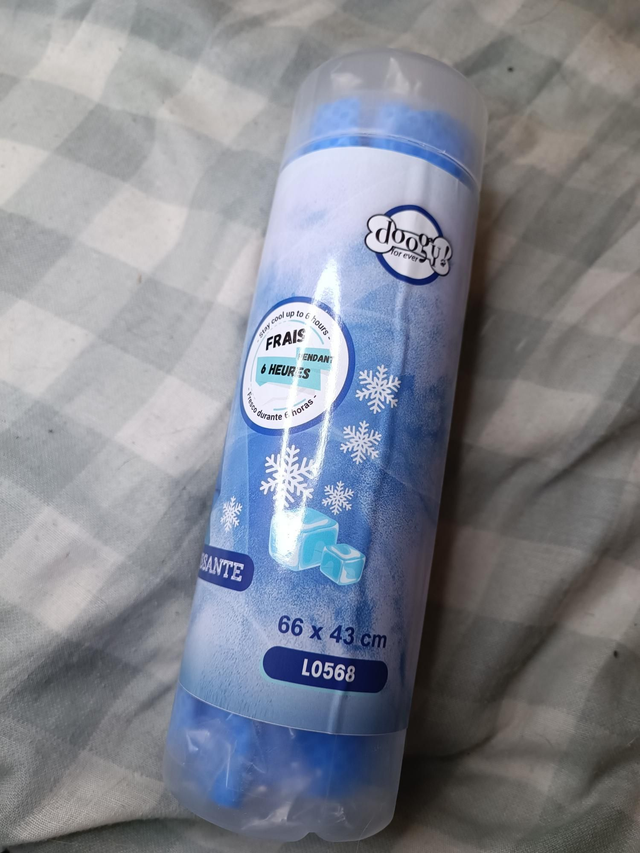 doogy
for ever
- Stay cool up to 6 hours -
FRAIS
PENDANT
6 HEURES
- Fresco durante 6 horas -
66 x 43 cm
L0568